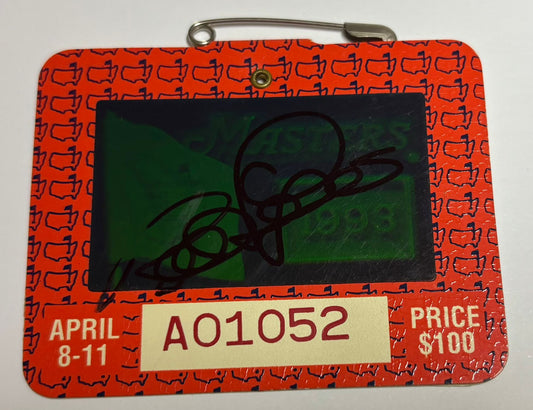 MASTERS
1993
APRIL
8-11
A01052
PRICE
$100